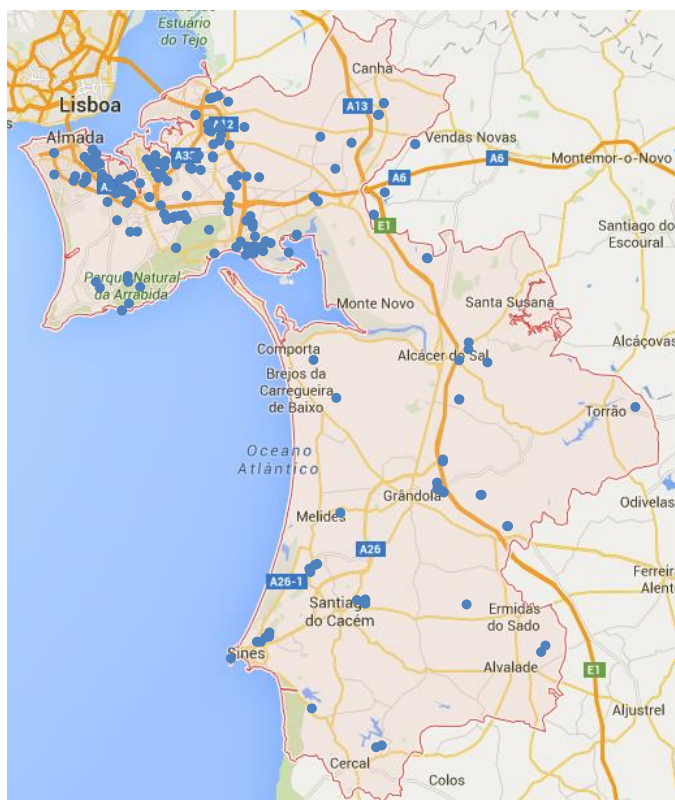 Estuário
do Tejo
Canha
Lisboa
A13
A12
Almada
Vendas Novas
A33
A6
Montemor-o-Novo
A6
E1
Santiago do
Escoural
Parque Natural
da Arrabida
Monte Novo
Santa Susana
Comporta
Alcácer do Sal
Alcáçovas
Brejos da
Carregueira
de Baixo
Torrão
Oceano
Atlântico
Grândola
Odivelas
Melides
A26
A26-1
Ferreira
Alente
Santiago
do Cacém
Ermidas
do Sado
Sines
Alvalade
E1
Aljustrel
Cercal
Colos